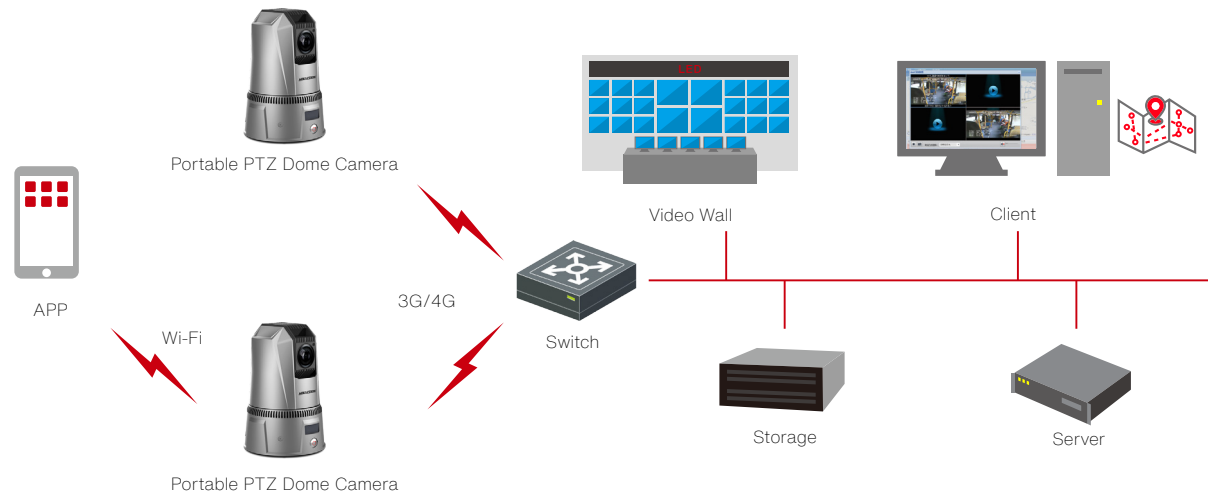 Portable PTZ Dome Camera
Video Wall
Client
APP
Wi-Fi
3G/4G
Switch
Storage
Server
Portable PTZ Dome Camera